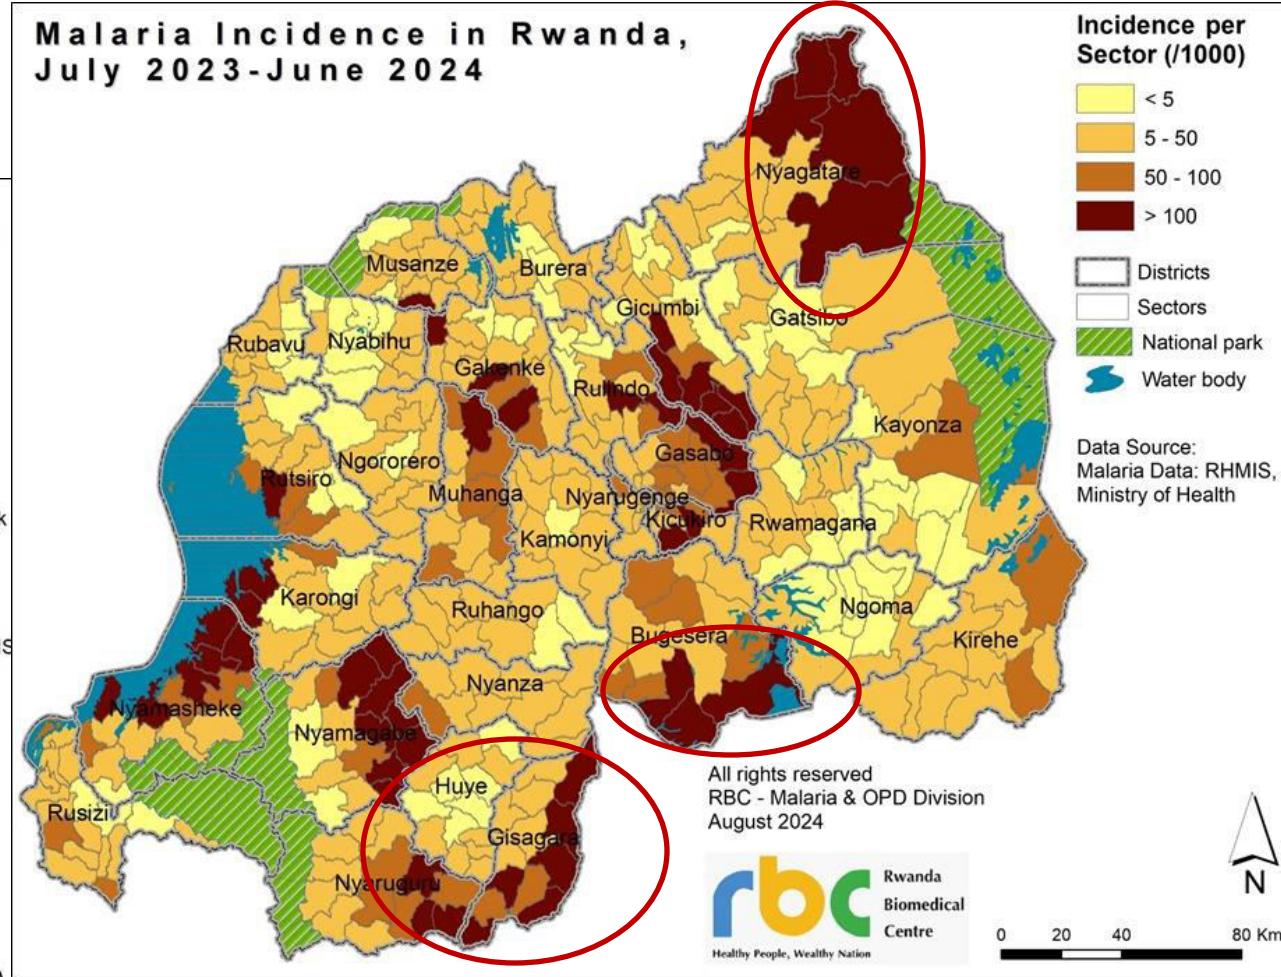 Malaria Incidence in Rwanda,
July 2023-June 2024
Incidence per
Sector (/1000)
< 5
5 - 50
50 - 100
> 100
Districts
Sectors
National park
Water body
Data Source:
Malaria Data: RHMIS,
Ministry of Health
Nyagatare
Musanze
Burera
Gicumbi
Gatsibo
Rubavu
Nyabihu
Gakenke
Rulindo
Kayonza
Gasabo
Ngororero
Rutsiro
Muhanga
Nyarugenge
Kicukiro
Rwamagana
Kamonyi
Karongi
Ruhango
Ngoma
Bugesera
Kirehe
Nyanza
Nyamasheke
Nyamagabe
Huye
Rusizi
Gisagara
Nyaruguru
All rights reserved
RBC - Malaria & OPD Division
August 2024
rbc
Rwanda
Biomedical
Centre
Healthy People, Wealthy Nation
N
0 20 40 80 Km